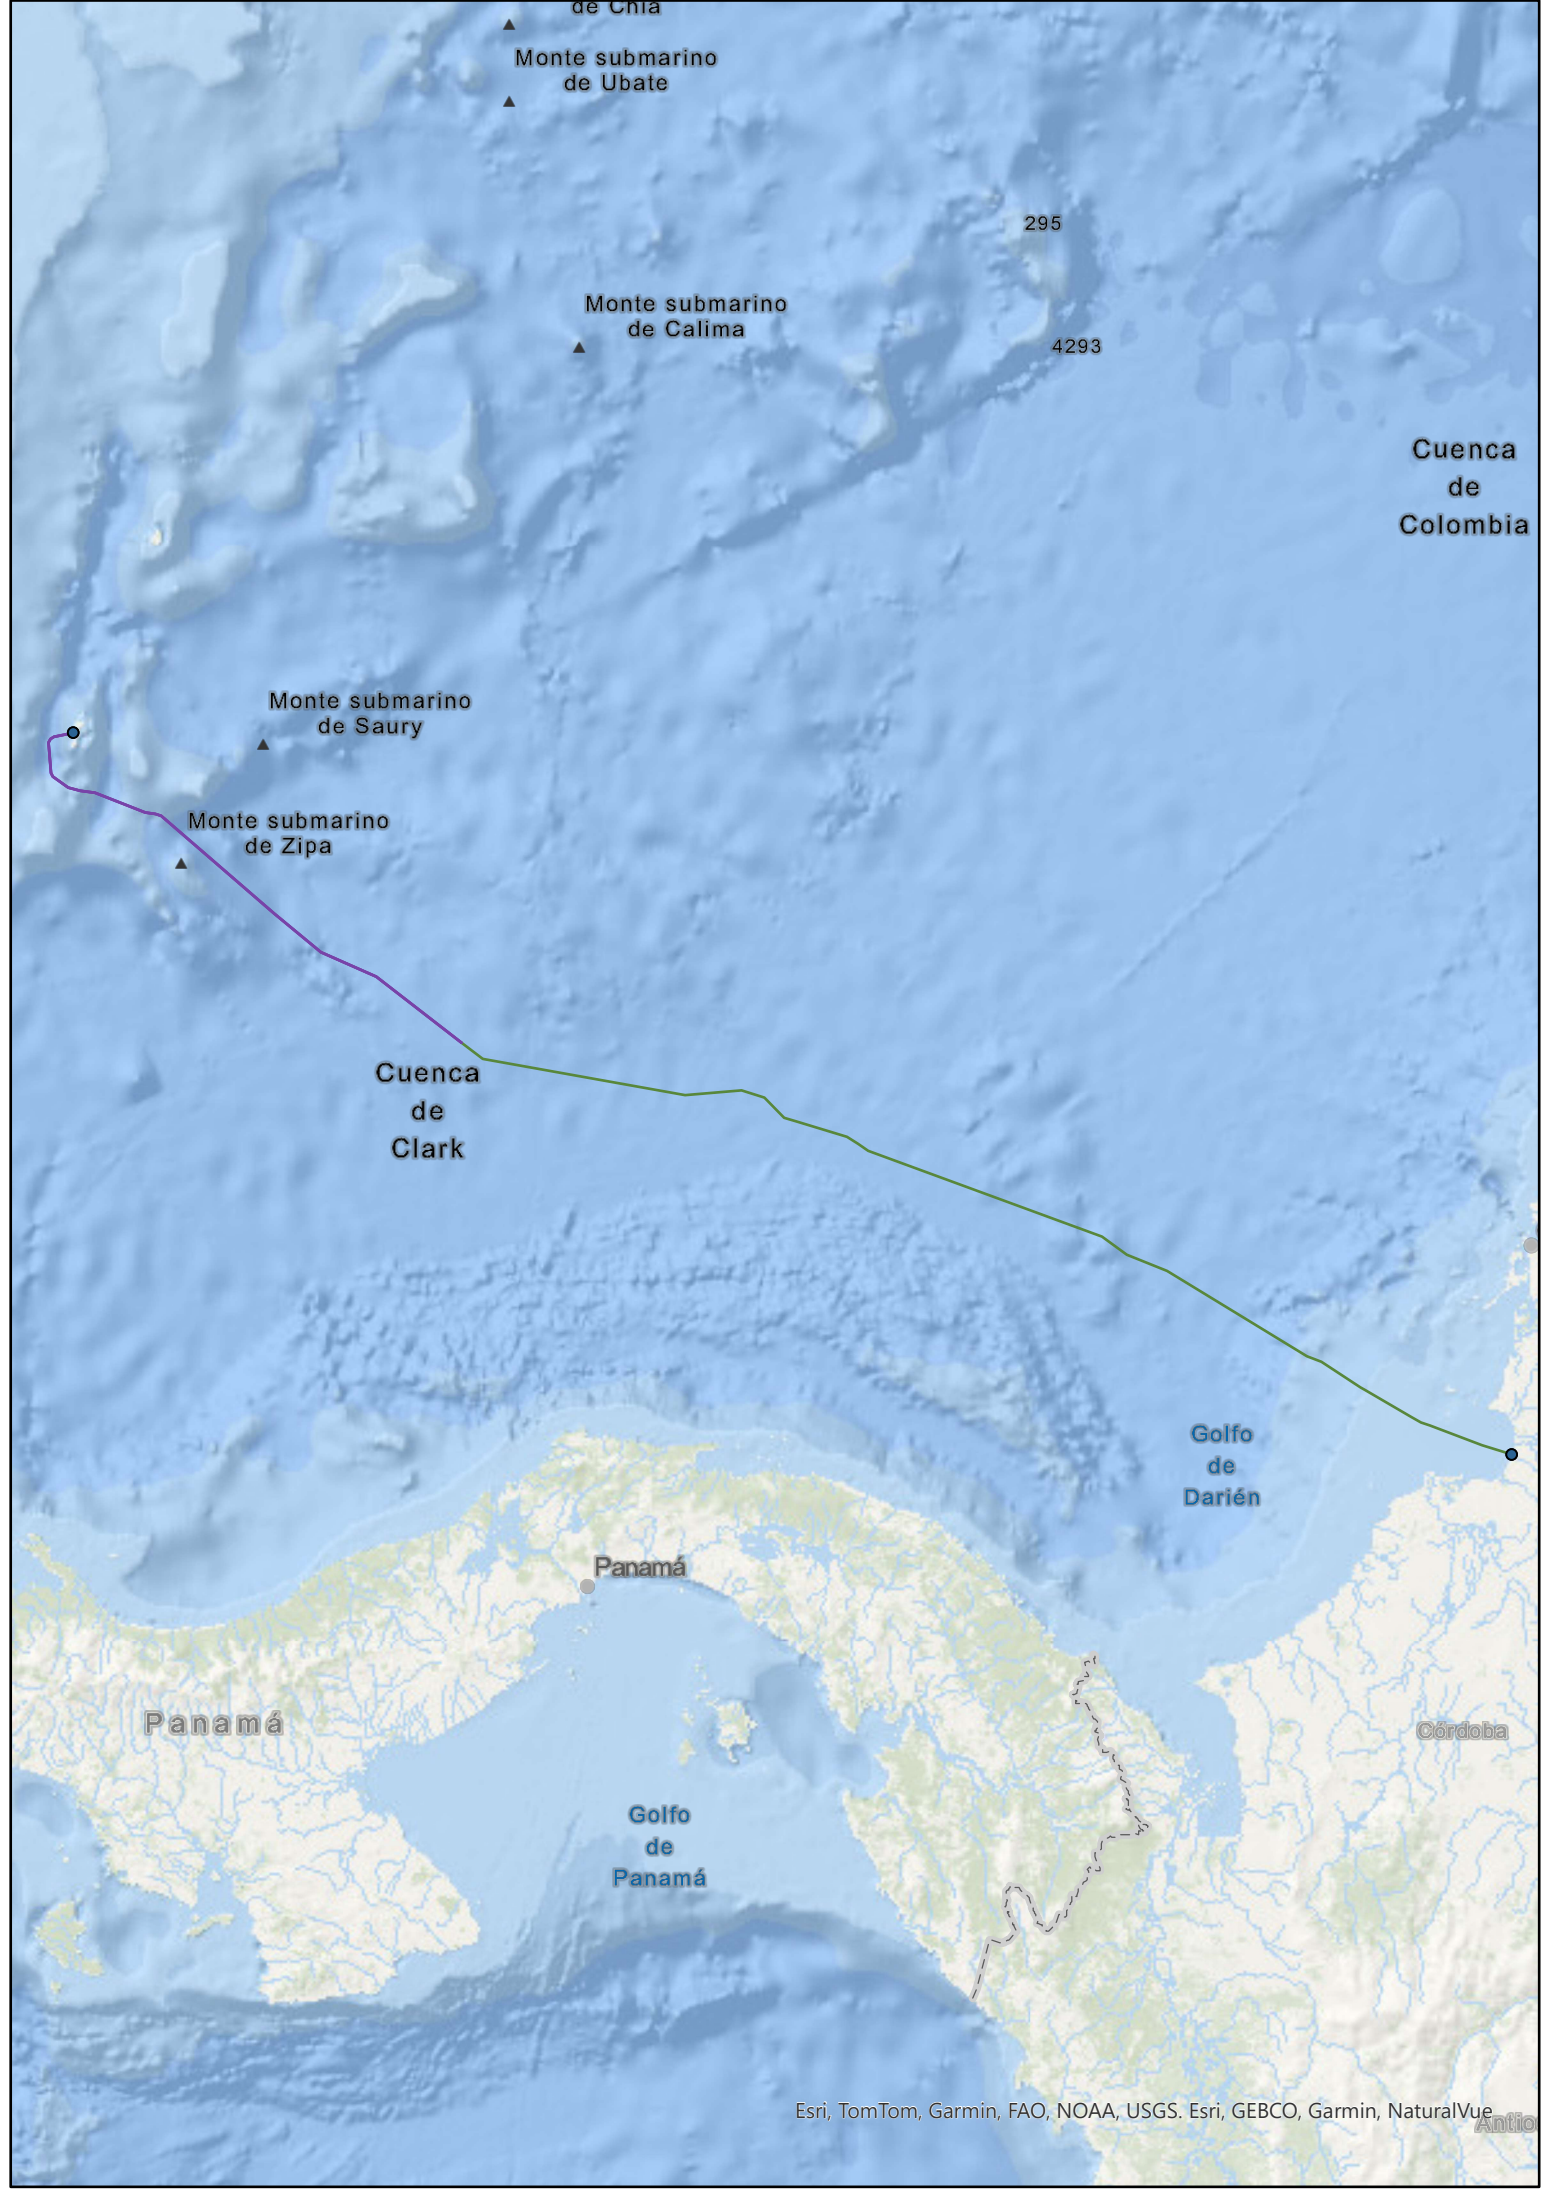 de Chia
Monte submarino
de Ubate
295
Monte submarino
de Calima
4293
Cuenca
de
Colombia
Monte submarino
de Saury
Monte submarino
de Zipa
Cuenca
de
Clark
Golfo
de
Darién
Panamá
Panamá
Córdoba
Golfo
de
Panamá
Esri, TomTom, Garmin, FAO, NOAA, USGS. Esri, GEBCO, Garmin, NaturalVue
Antio